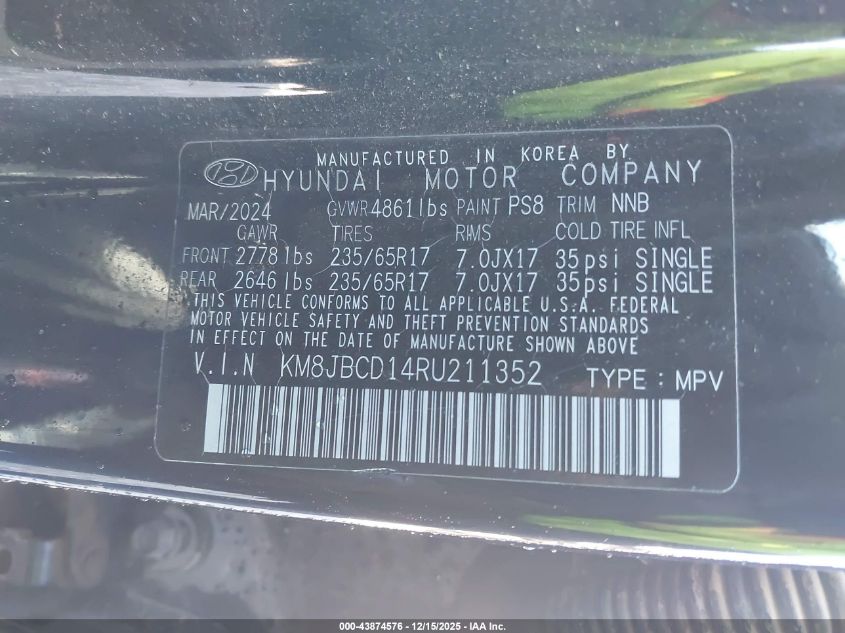 MANUFACTURED IN KOREA BY
HYUNDAI MOTOR COMPANY
MAR/2024 GVWR 4861 lbs PAINT PS8 TRIM NNB
GAWR TIRES RIMS COLD TIRE INFL
FRONT 2778 lbs 235/65R17 7.0JX17 35psi SINGLE
REAR 2646 lbs 235/65R17 7.0JX17 35psi SINGLE
THIS VEHICLE CONFORMS TO ALL APPLICABLE U.S.A. FEDERAL
MOTOR VEHICLE SAFETY AND THEFT PREVENTION STANDARDS
IN EFFECT ON THE DATE OF MANUFACTURE SHOWN ABOVE.
V.I.N KM8JBCD14RU211352 TYPE : MPV
000-43874576 - 12/15/2025 - IAA Inc.